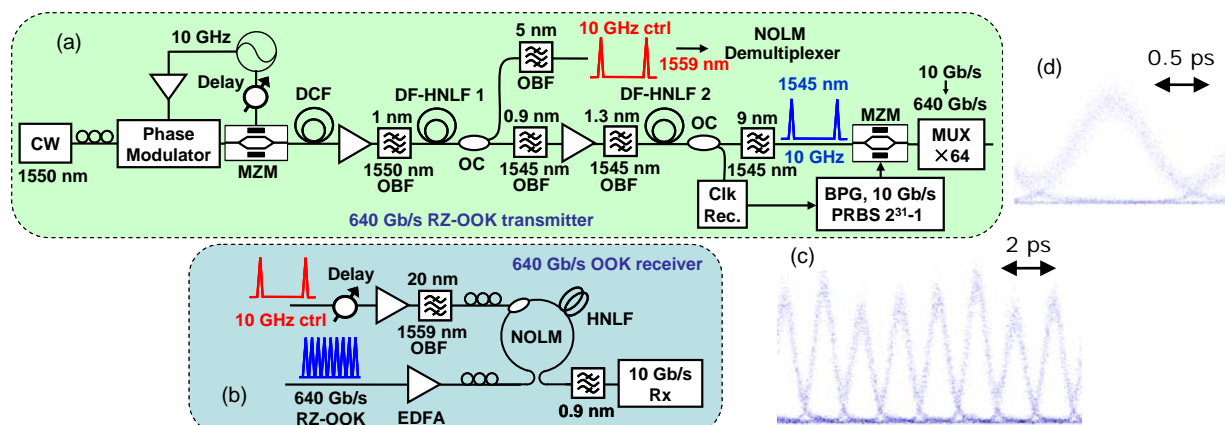 (a)
10 GHz
Delay
CW
1550 nm
Phase
Modulator
MZM
DCF
1 nm
1550 nm
OBF
DF-HNLF 1
OC
5 nm
OBF
10 GHz ctrl
1559 nm
NOLM
Demultiplexer
0.9 nm
1545 nm
OBF
1.3 nm
1545 nm
OBF
DF-HNLF 2
OC
9 nm
1545 nm
1545 nm
10 GHz
MZM
10 Gb/s
640 Gb/s
MUX
×64
Clk
Rec.
BPG, 10 Gb/s
PRBS 2³¹-1
640 Gb/s RZ-OOK transmitter
(d)
0.5 ps
640 Gb/s OOK receiver
Delay
20 nm
1559 nm
OBF
10 GHz ctrl
HNLF
NOLM
640 Gb/s
RZ-OOK
(b)
EDFA
0.9 nm
10 Gb/s
Rx
(c)
2 ps